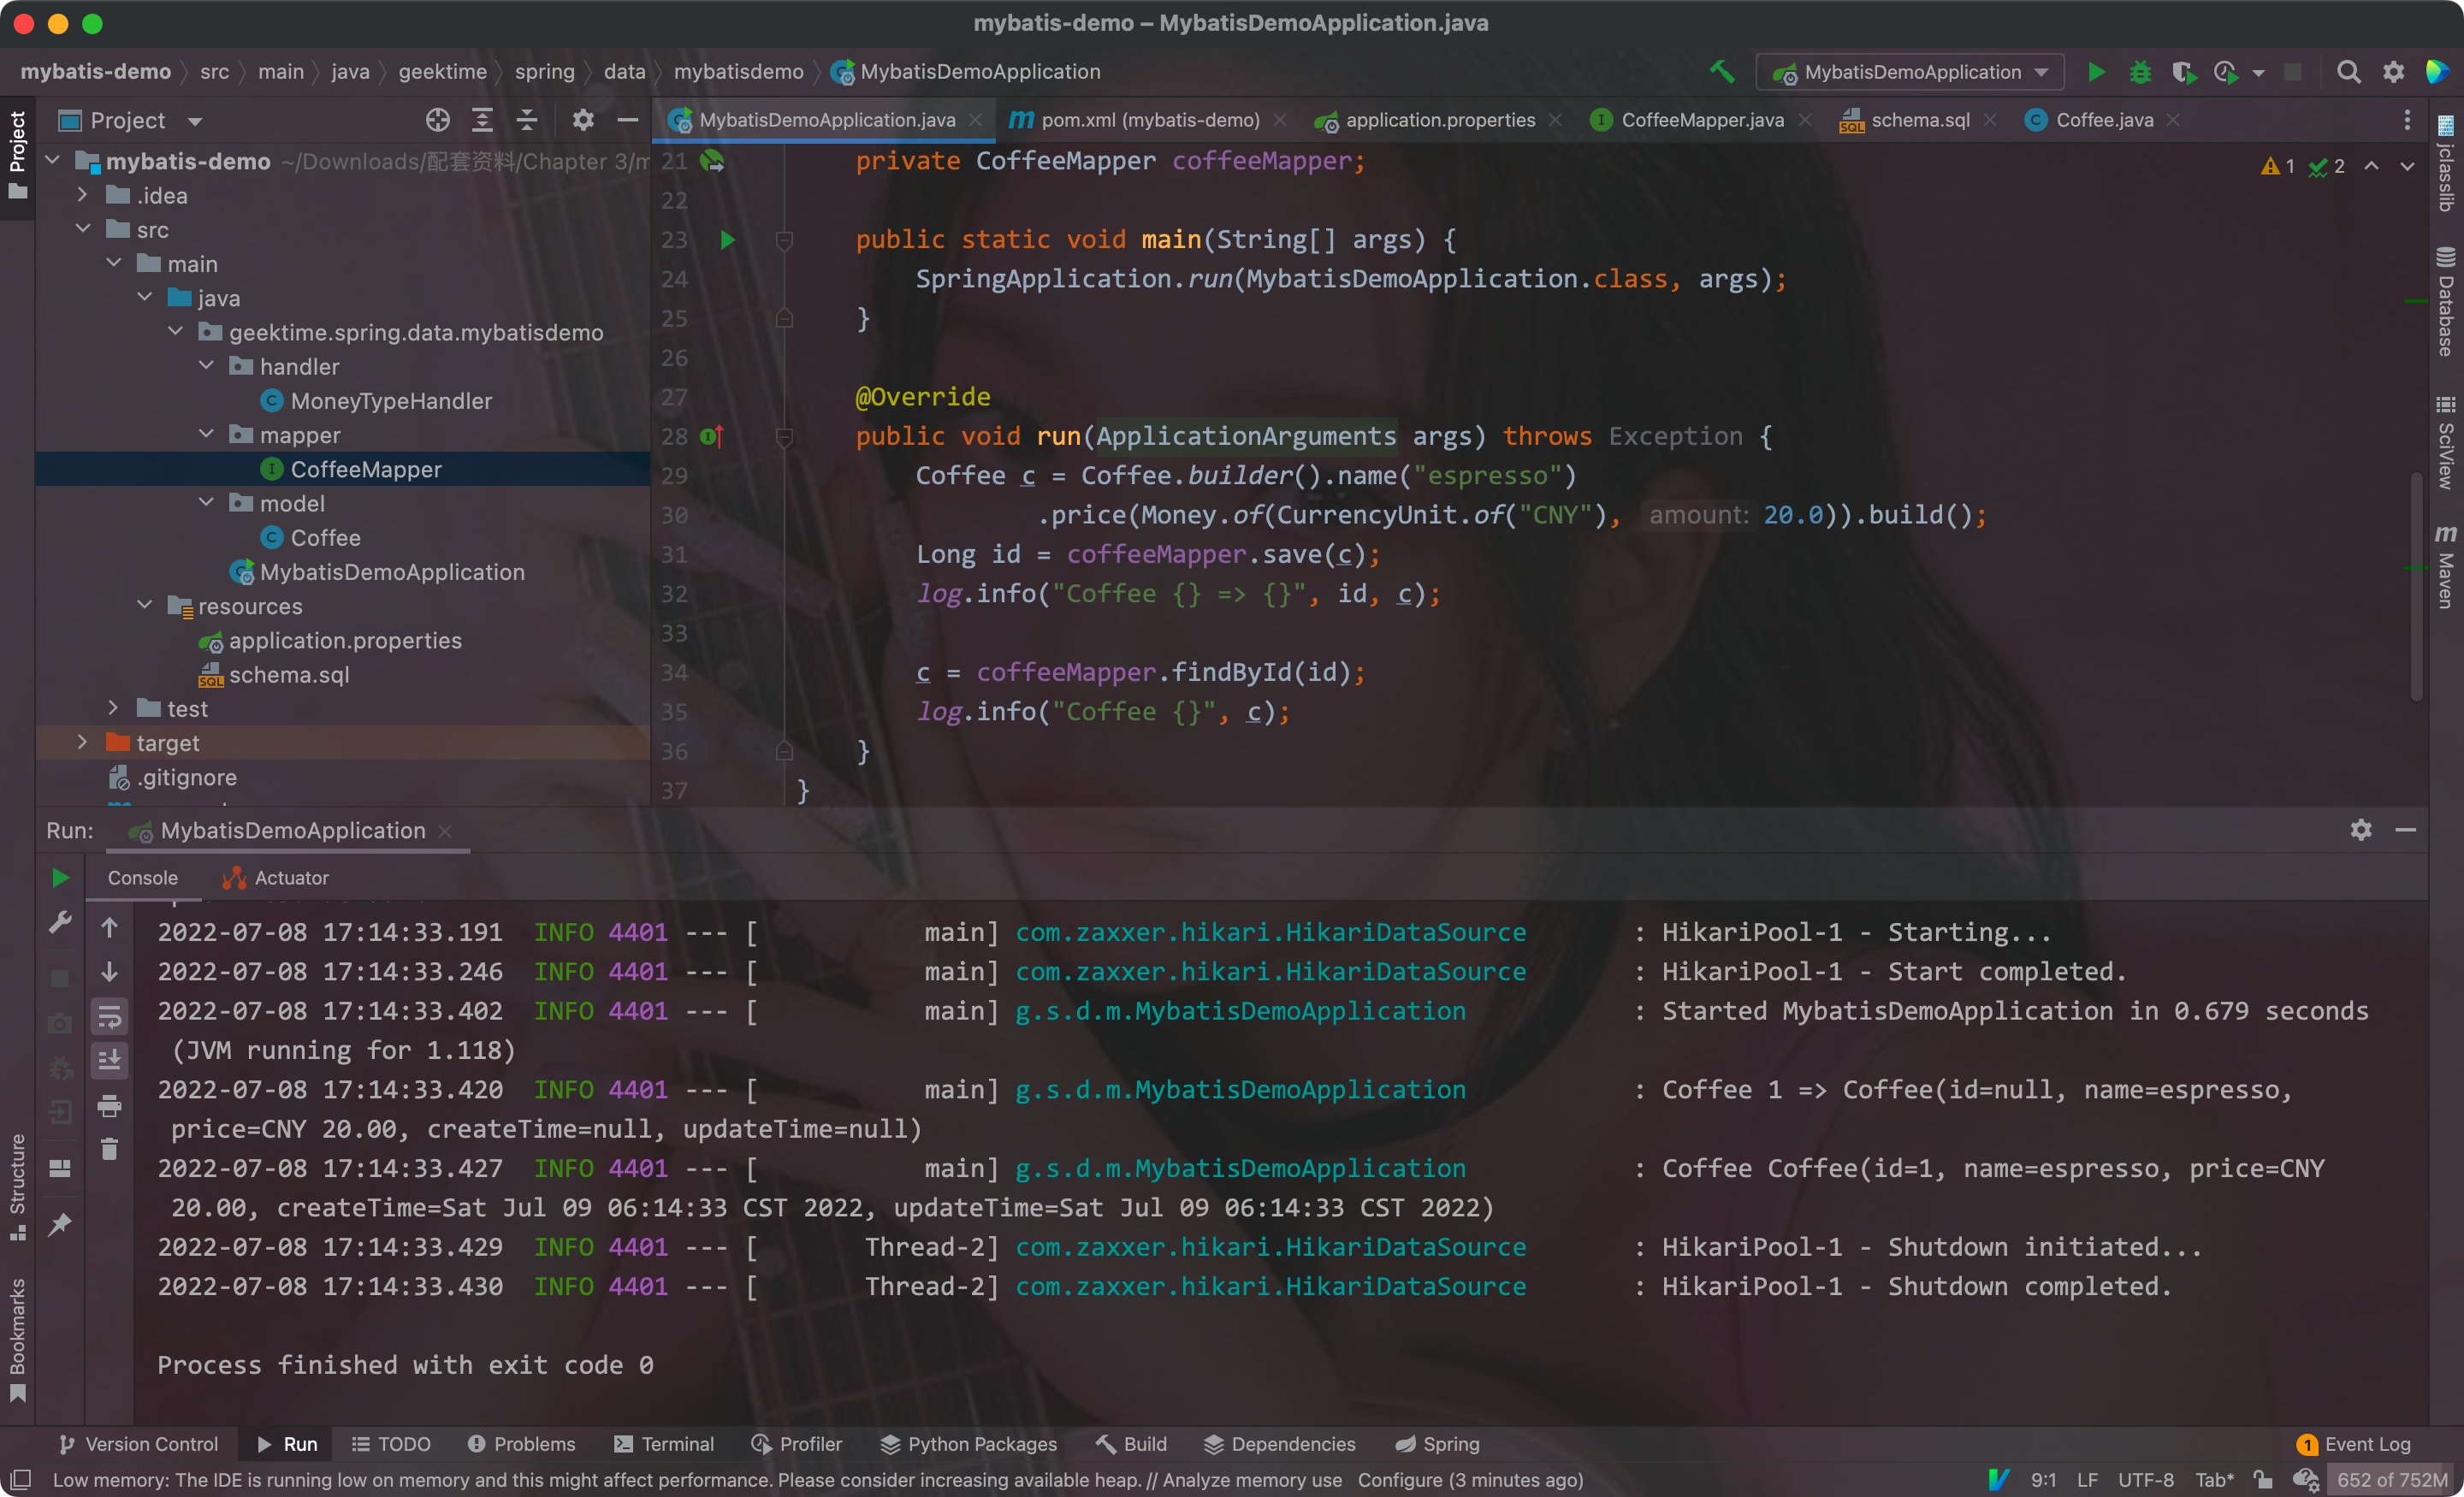 mybatis-demo – MybatisDemoApplication.java
mybatis-demo src main java geektime spring data mybatisdemo MybatisDemoApplication
MybatisDemoApplication
Project
MybatisDemoApplication.java pom.xml (mybatis-demo) application.properties CoffeeMapper.java schema.sql Coffee.java
Project
mybatis-demo ~/Downloads/配套资料/Chapter 3/m
.idea
src
main
java
geektime.spring.data.mybatisdemo
handler
MoneyTypeHandler
mapper
CoffeeMapper
model
Coffee
MybatisDemoApplication
resources
application.properties
schema.sql
test
target
.gitignore
21 private CoffeeMapper coffeeMapper;
22
23 public static void main(String[] args) {
24 SpringApplication.run(MybatisDemoApplication.class, args);
25 }
26
27 @Override
28 public void run(ApplicationArguments args) throws Exception {
29 Coffee c = Coffee.builder().name("espresso")
30 .price(Money.of(CurrencyUnit.of("CNY"), amount: 20.0)).build();
31 Long id = coffeeMapper.save(c);
32 log.info("Coffee {} => {}", id, c);
33
34 c = coffeeMapper.findById(id);
35 log.info("Coffee {}", c);
36 }
37 }
1 2
jclasslib
Database
SciView
m Maven
Run: MybatisDemoApplication
Console Actuator
2022-07-08 17:14:33.191 INFO 4401 --- [ main] com.zaxxer.hikari.HikariDataSource : HikariPool-1 - Starting...
2022-07-08 17:14:33.246 INFO 4401 --- [ main] com.zaxxer.hikari.HikariDataSource : HikariPool-1 - Start completed.
2022-07-08 17:14:33.402 INFO 4401 --- [ main] g.s.d.m.MybatisDemoApplication : Started MybatisDemoApplication in 0.679 seconds
(JVM running for 1.118)
2022-07-08 17:14:33.420 INFO 4401 --- [ main] g.s.d.m.MybatisDemoApplication : Coffee 1 => Coffee(id=null, name=espresso,
price=CNY 20.00, createTime=null, updateTime=null)
2022-07-08 17:14:33.427 INFO 4401 --- [ main] g.s.d.m.MybatisDemoApplication : Coffee Coffee(id=1, name=espresso, price=CNY
20.00, createTime=Sat Jul 09 06:14:33 CST 2022, updateTime=Sat Jul 09 06:14:33 CST 2022)
2022-07-08 17:14:33.429 INFO 4401 --- [ Thread-2] com.zaxxer.hikari.HikariDataSource : HikariPool-1 - Shutdown initiated...
2022-07-08 17:14:33.430 INFO 4401 --- [ Thread-2] com.zaxxer.hikari.HikariDataSource : HikariPool-1 - Shutdown completed.
Process finished with exit code 0
Structure
Bookmarks
Version Control Run TODO Problems Terminal Profiler Python Packages Build Dependencies Spring 1 Event Log
Low memory: The IDE is running low on memory and this might affect performance. Please consider increasing available heap. // Analyze memory use Configure (3 minutes ago) 9:1 LF UTF-8 Tab* 652 of 752M